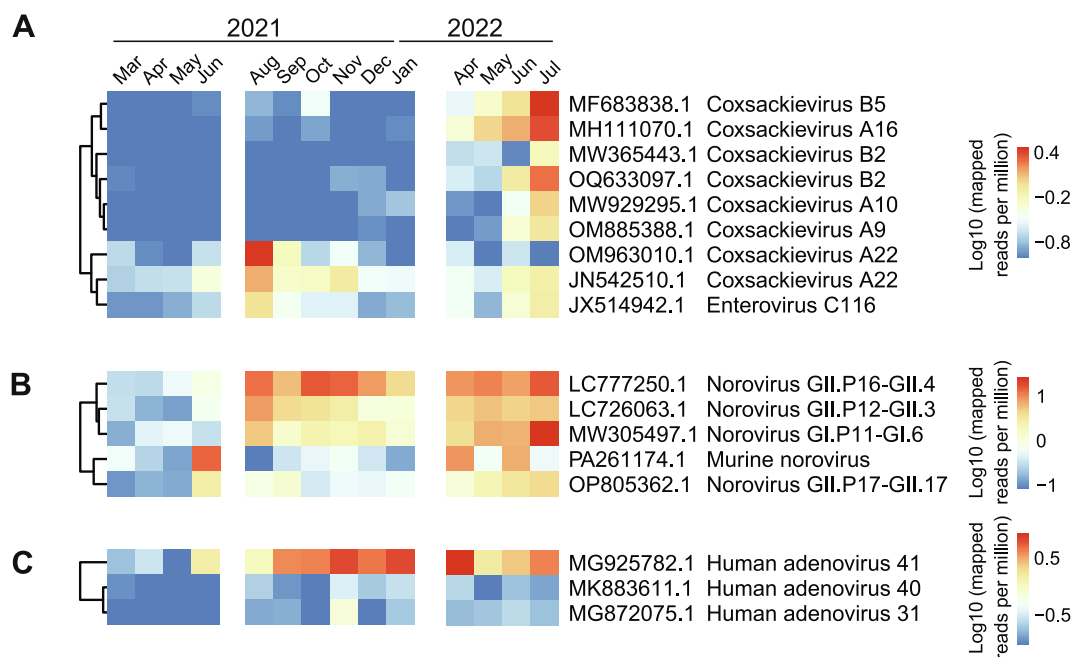 A
2021
2022
Mar Apr May Jun Aug Sep Oct Nov Dec Jan Apr May Jun Jul
MF683838.1 Coxsackievirus B5
MH111070.1 Coxsackievirus A16
MW365443.1 Coxsackievirus B2
OQ633097.1 Coxsackievirus B2
MW929295.1 Coxsackievirus A10
OM885388.1 Coxsackievirus A9
OM963010.1 Coxsackievirus A22
JN542510.1 Coxsackievirus A22
JX514942.1 Enterovirus C116
Log10 (mapped
reads per million)
0.4
−0.2
−0.8
B
LC777250.1 Norovirus GII.P16-GII.4
LC726063.1 Norovirus GII.P12-GII.3
MW305497.1 Norovirus GI.P11-GI.6
PA261174.1 Murine norovirus
OP805362.1 Norovirus GII.P17-GII.17
Log10 (mapped
reads per million)
1
0
−1
C
MG925782.1 Human adenovirus 41
MK883611.1 Human adenovirus 40
MG872075.1 Human adenovirus 31
Log10 (mapped
reads per million)
0.5
−0.5